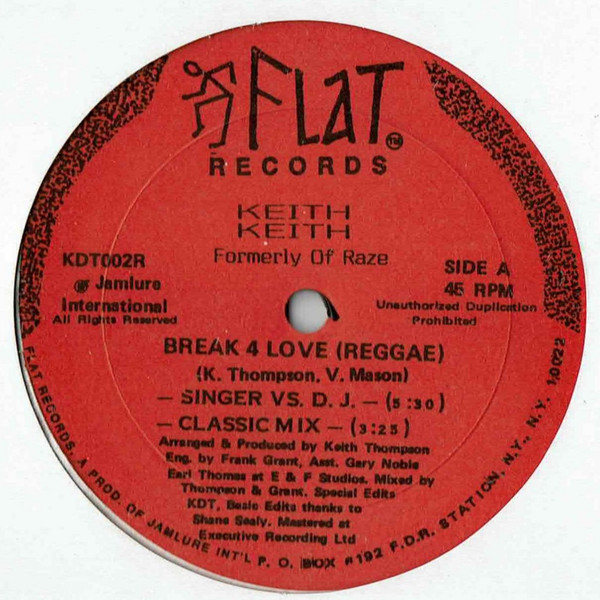 FLAT TM
RECORDS
KEITH
KEITH
Formerly Of Raze
KDT002R
℗ Jamlure
International
All Rights Reserved
SIDE A
45 RPM
Unauthorized Duplication
Prohibited
BREAK 4 LOVE (REGGAE)
(K. Thompson, V. Mason)
— SINGER VS. D. J. — (5:30)
— CLASSIC MIX — (3:25)
Arranged & Produced by Keith Thompson
Eng. by Frank Grant, Asst. Gary Noble
Earl Thomas at E & F Studios. Mixed by
Thompson & Grant, Special Edits
KDT, Basic Edits thanks to
Shane Sealy. Mastered at
Executive Recording Ltd
FLAT RECORDS, A PROD. OF JAMLURE INT'L P. O. BOX 6192 F.D.R. STATION, N.Y., N.Y. 10022